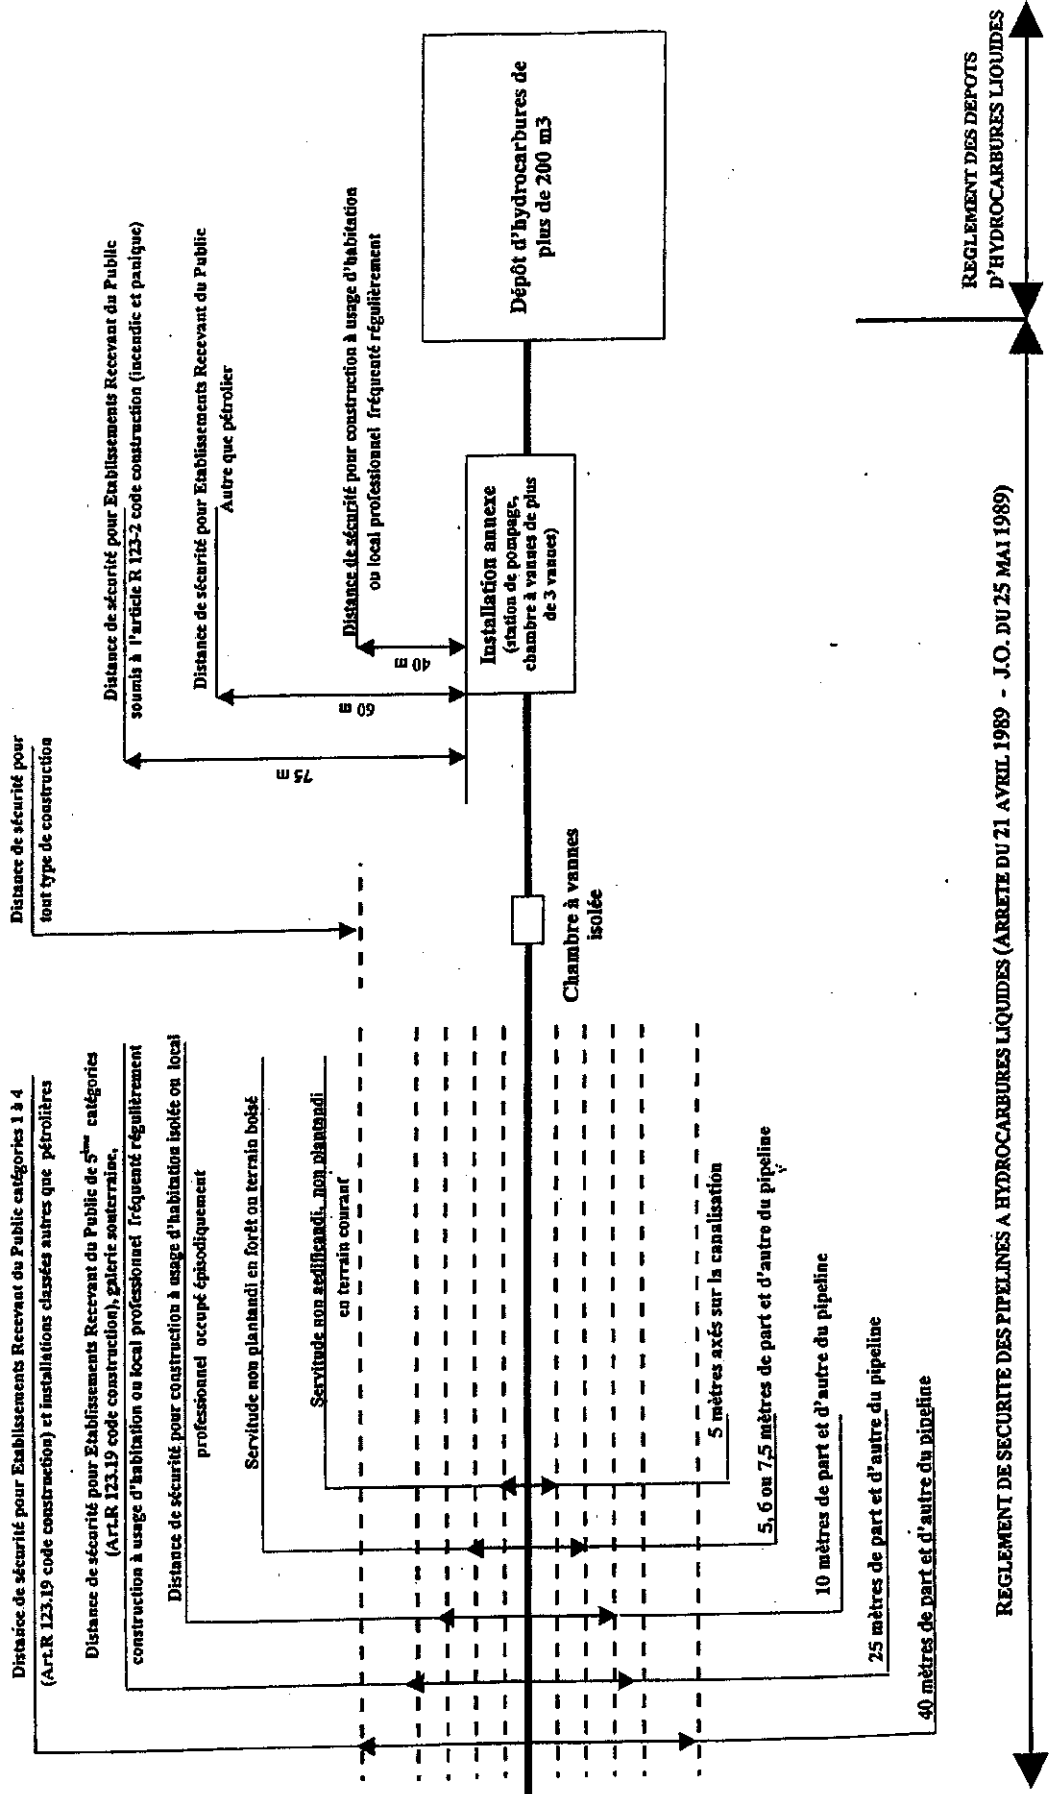 Distance de sécurité pour Etablissements Recevant du Public catégories 1 à 4
(Art.R 123.19 code construction) et installations classées autres que pétrolières
Distance de sécurité pour Etablissements Recevant du Public de 5ème catégories
(Art.R 123.19 code construction), galerie souterraine,
construction à usage d'habitation ou local professionnel fréquenté régulièrement
Distance de sécurité pour construction à usage d'habitation isolée ou local
professionnel occupé épisodiquement
Servitude non plantandi en forêt ou terrain boisé
Servitude non aedificandi, non plantandi
en terrain courant
Distance de sécurité pour
tout type de construction
Distance de sécurité pour Etablissements Recevant du Public
soumis à l'article R 123-2 code construction (incendie et panique)
Distance de sécurité pour Etablissements Recevant du Public
Autre que pétrolier
Distance de sécurité pour construction à usage d'habitation
ou local professionnel fréquenté régulièrement
75 m
60 m
40 m
Installation annexe
(station de pompage,
chambre à vannes de plus
de 3 vannes)
Dépôt d'hydrocarbures de
plus de 200 m3
Chambre à vannes
isolée
5 mètres axés sur la canalisation
5, 6 ou 7,5 mètres de part et d'autre du pipeline
10 mètres de part et d'autre du pipeline
25 mètres de part et d'autre du pipeline
40 mètres de part et d'autre du pipeline
REGLEMENT DE SECURITE DES PIPELINES A HYDROCARBURES LIQUIDES (ARRETE DU 21 AVRIL 1989 - J.O. DU 25 MAI 1989)
REGLEMENT DES DEPOTS
D'HYDROCARBURES LIQUIDES